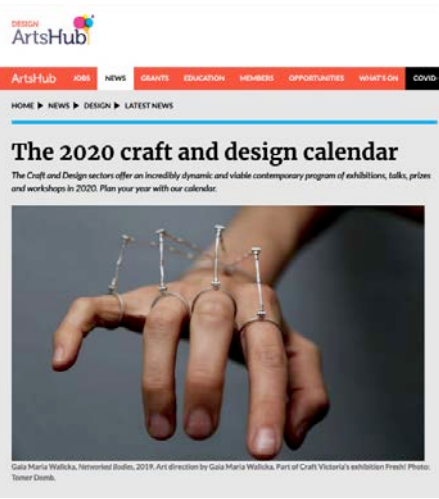 DESIGN
ArtsHub
ArtsHub JOBS NEWS GRANTS EDUCATION MEMBERS OPPORTUNITIES WHAT'S ON COVID-
HOME ▶ NEWS ▶ DESIGN ▶ LATEST NEWS
The 2020 craft and design calendar
The Craft and Design sectors offer an incredibly dynamic and viable contemporary program of exhibitions, talks, prizes
and workshops in 2020. Plan your year with our calendar.
Gaia Maria Walicka, Networked Bodies, 2019. Art direction by Gaia Maria Walicka. Part of Craft Victoria's exhibition Fresh! Photo:
Tomer Domb.